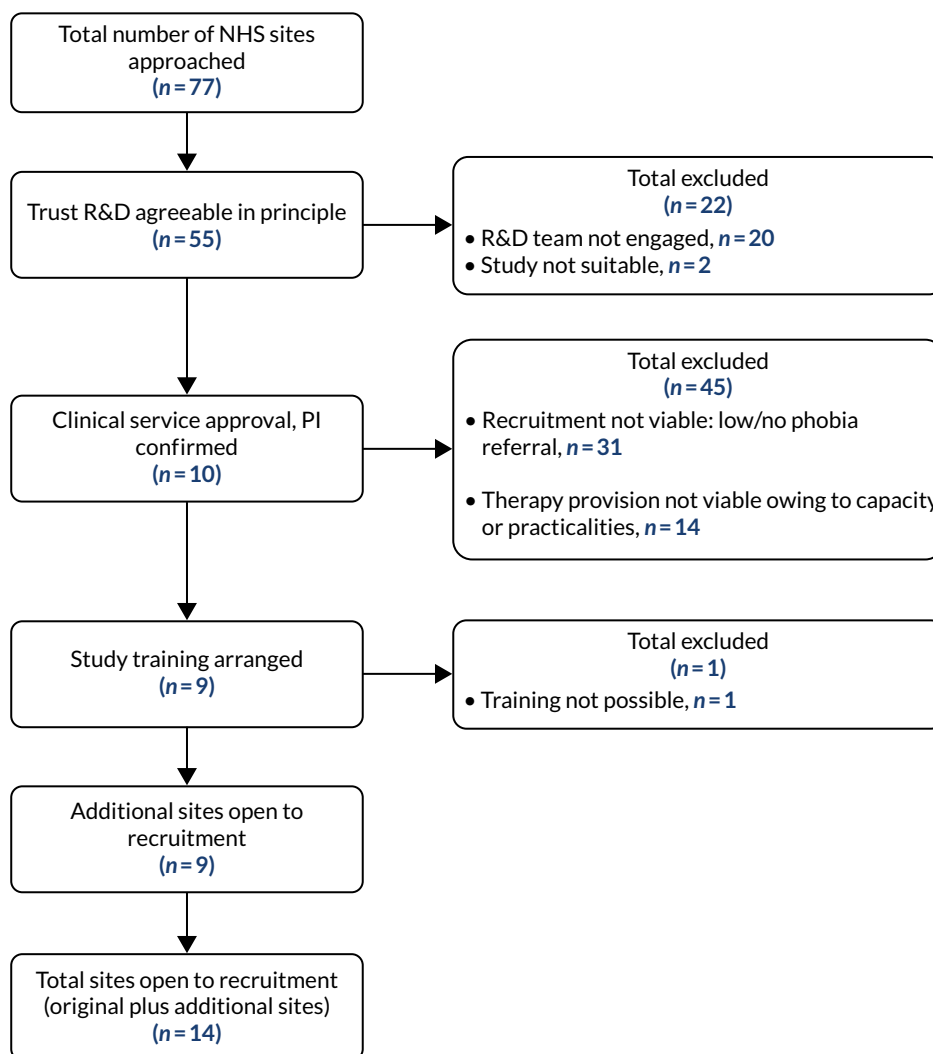 Total number of NHS sites
approached
(n = 77)
Trust R&D agreeable in principle
(n = 55)
Total excluded
(n = 22)
• R&D team not engaged, n = 20
• Study not suitable, n = 2
Clinical service approval, PI
confirmed
(n = 10)
Total excluded
(n = 45)
• Recruitment not viable: low/no phobia
referral, n = 31
• Therapy provision not viable owing to capacity
or practicalities, n = 14
Study training arranged
(n = 9)
Total excluded
(n = 1)
• Training not possible, n = 1
Additional sites open to
recruitment
(n = 9)
Total sites open to recruitment
(original plus additional sites)
(n = 14)